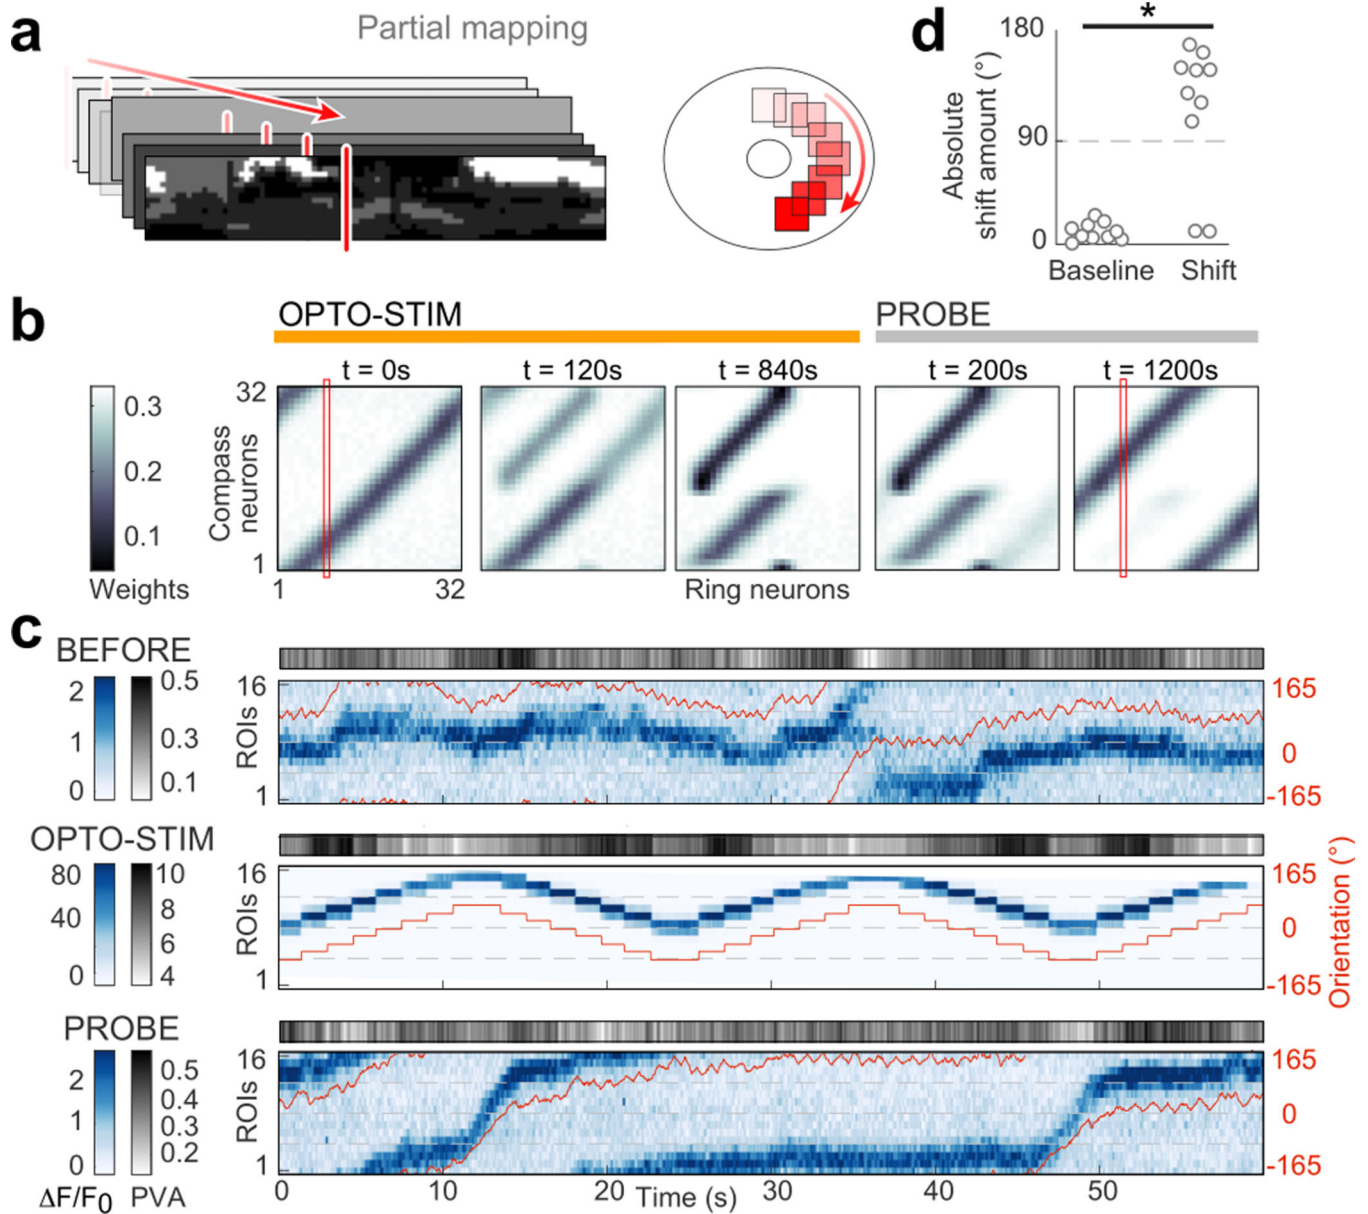 a
Partial mapping
d
*
180
90
0
Absolute
shift amount (°)
Baseline
Shift
b
OPTO-STIM
PROBE
t = 0s
t = 120s
t = 840s
t = 200s
t = 1200s
0.3
0.2
0.1
Weights
32
Compass
neurons
1
1
32
Ring neurons
c
BEFORE
2
1
0
0.5
0.3
0.1
ROIs
16
1
165
0
-165
OPTO-STIM
80
40
0
10
8
6
4
ROIs
16
1
165
0
-165
Orientation (°)
PROBE
2
1
0
0.5
0.4
0.3
0.2
ΔF/F0
PVA
ROIs
16
1
165
0
-165
0
10
20
30
40
50
Time (s)